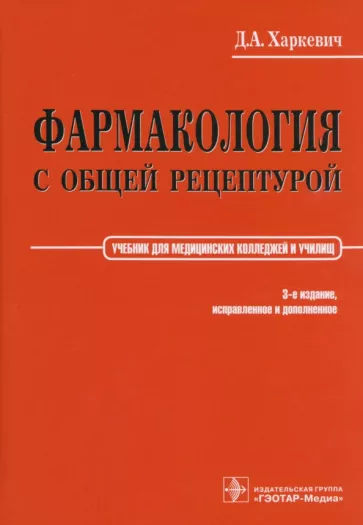 Д.А. Харкевич
ФАРМАКОЛОГИЯ
С ОБЩЕЙ РЕЦЕПТУРОЙ
УЧЕБНИК ДЛЯ МЕДИЦИНСКИХ КОЛЛЕДЖЕЙ И УЧИЛИЩ
3-е издание,
исправленное и дополненное
ИЗДАТЕЛЬСКАЯ ГРУППА
«ГЭОТАР-Медиа»